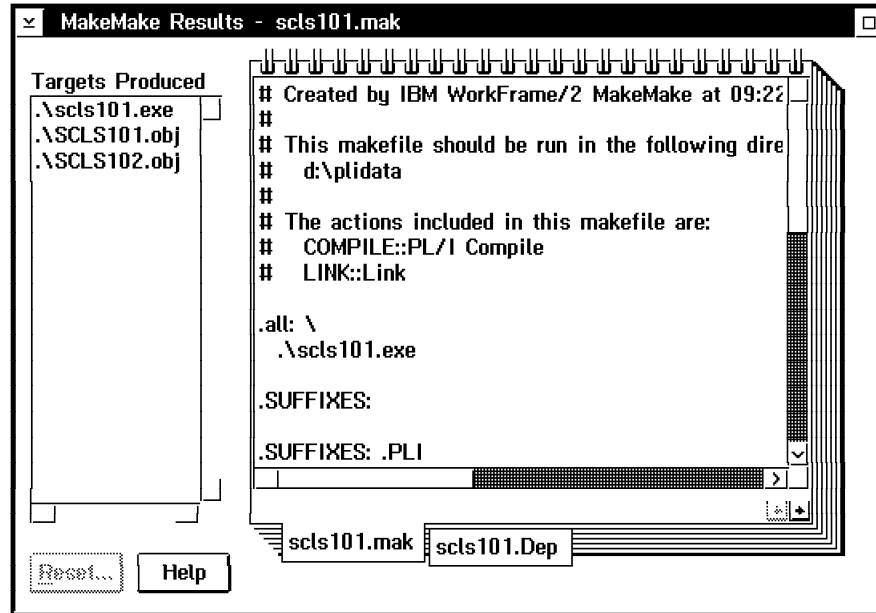 MakeMake Results - scls101.mak
Targets Produced
.\scls101.exe
.\SCLS101.obj
.\SCLS102.obj
# Created by IBM WorkFrame/2 MakeMake at 09:22
#
# This makefile should be run in the following dire
#   d:\plidata
#
# The actions included in this makefile are:
#   COMPILE::PL/I Compile
#   LINK::Link
.all: \
  .\scls101.exe
.SUFFIXES:
.SUFFIXES: .PLI
scls101.mak
scls101.Dep
Reset...
Help